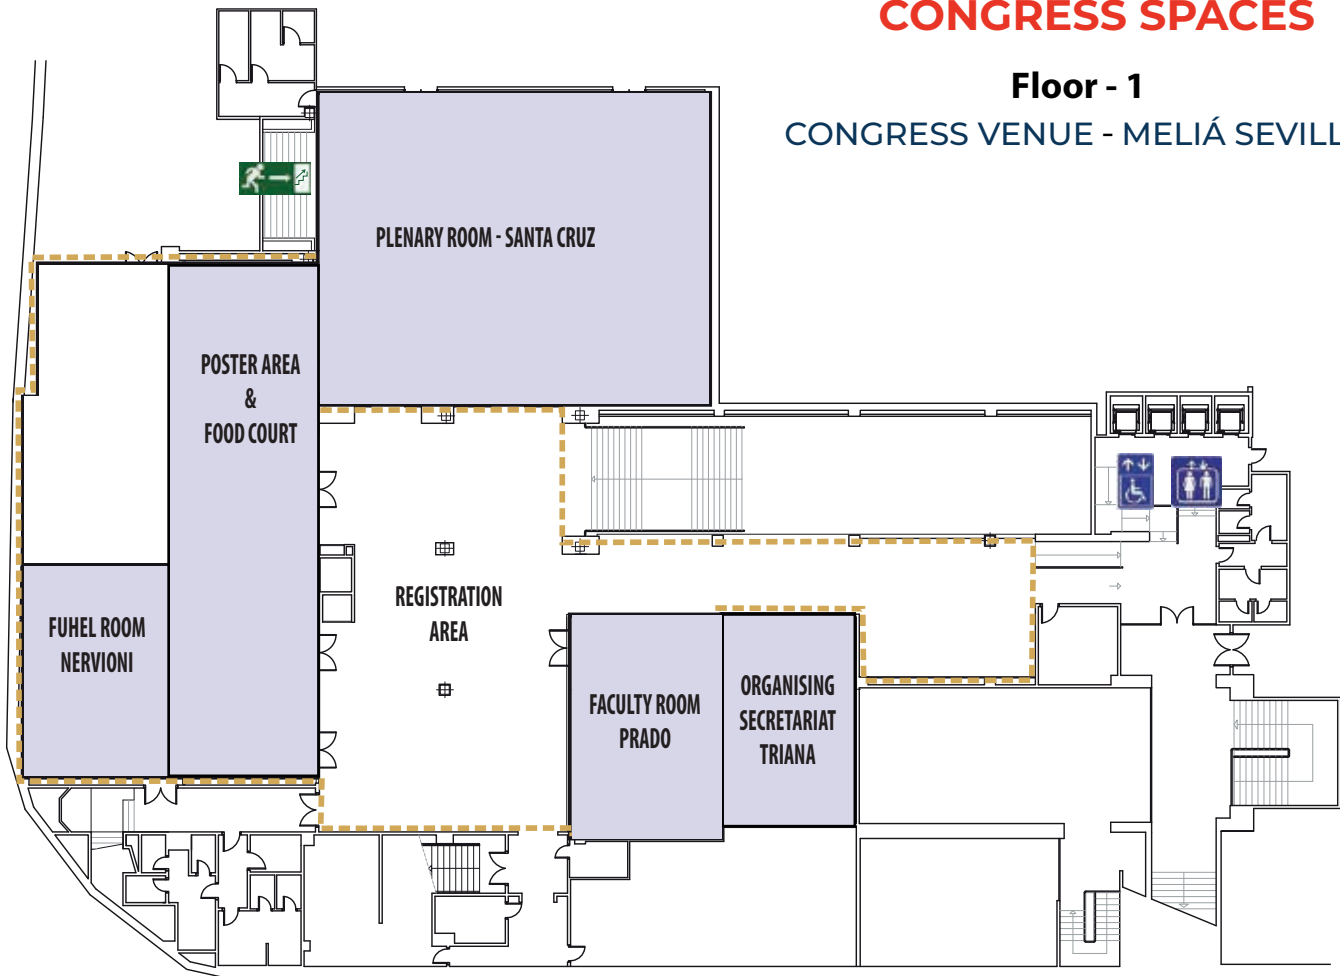 CONGRESS SPACES
Floor - 1
CONGRESS VENUE - MELIÁ SEVILL
PLENARY ROOM - SANTA CRUZ
POSTER AREA
&
FOOD COURT
REGISTRATION
AREA
FUHEL ROOM
NERVIONI
FACULTY ROOM
PRADO
ORGANISING
SECRETARIAT
TRIANA